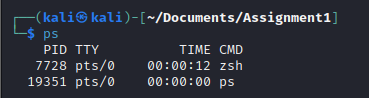 ┌──(kali㉿kali)-[~/Documents/Assignment1]
└─$ ps
    PID TTY          TIME CMD
   7728 pts/0    00:00:12 zsh
  19351 pts/0    00:00:00 ps